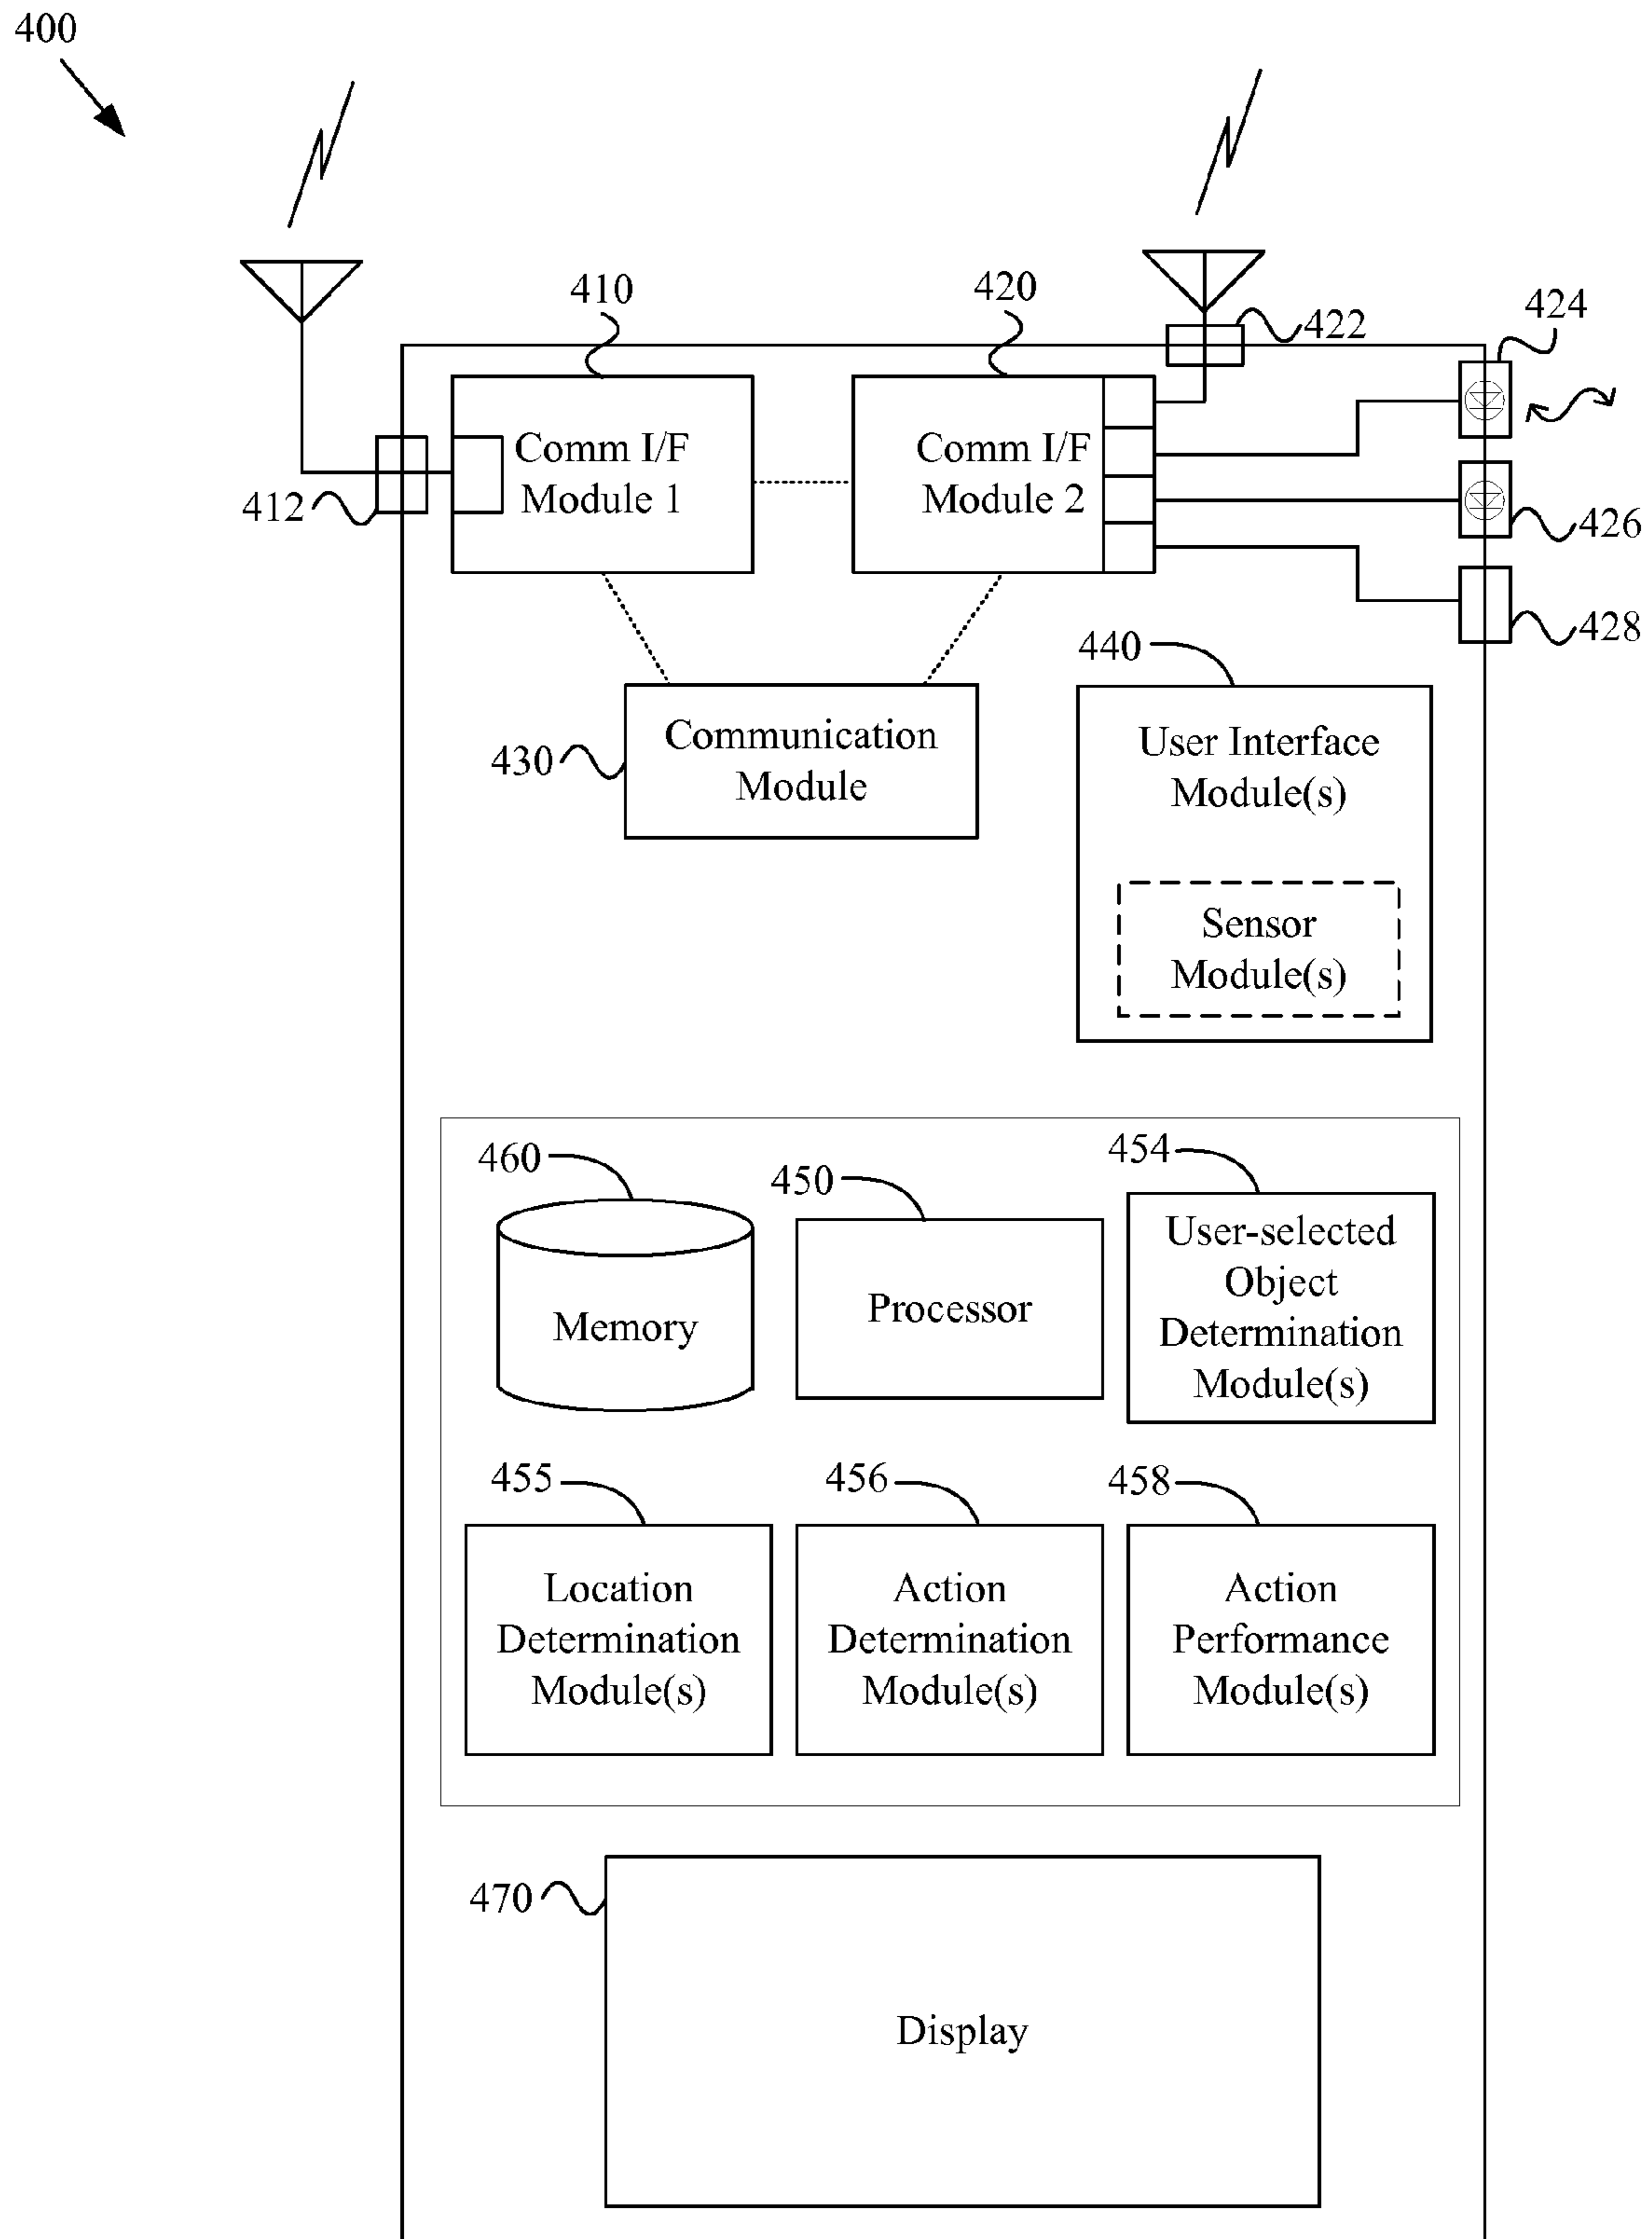 400
410
420
422
424
412
Comm I/F
Module 1
Comm I/F
Module 2
426
428
430
Communication
Module
440
User Interface
Module(s)
Sensor
Module(s)
460
450
454
Memory
Processor
User-selected
Object
Determination
Module(s)
455
456
458
Location
Determination
Module(s)
Action
Determination
Module(s)
Action
Performance
Module(s)
470
Display